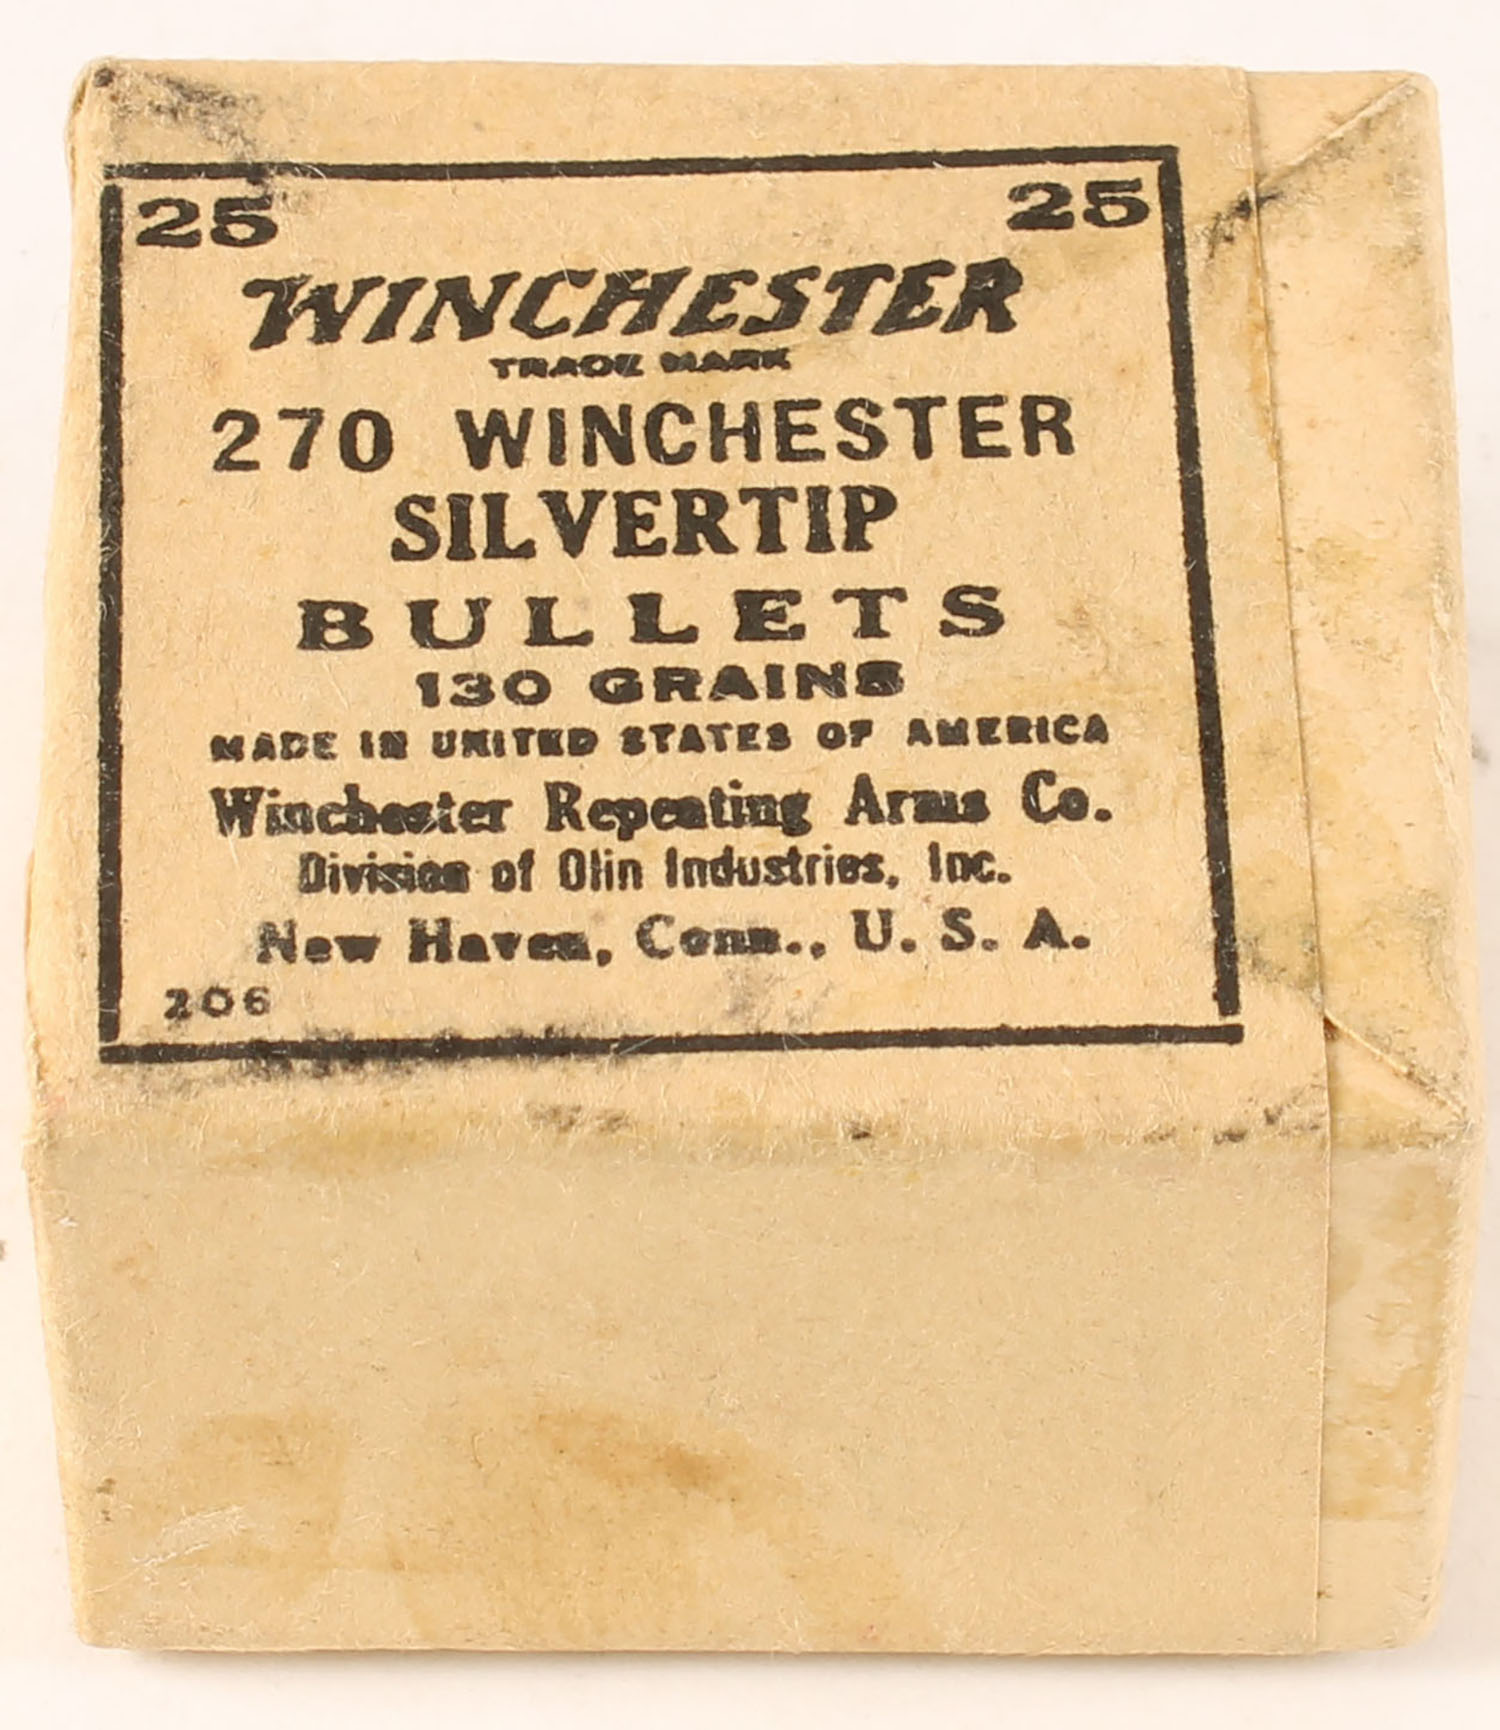 25 25
WINCHESTER
TRADE MARK
270 WINCHESTER
SILVERTIP
BULLETS
130 GRAINS
MADE IN UNITED STATES OF AMERICA
Winchester Repeating Arms Co.
Division of Olin Industries, Inc.
New Haven, Conn., U. S. A.
206